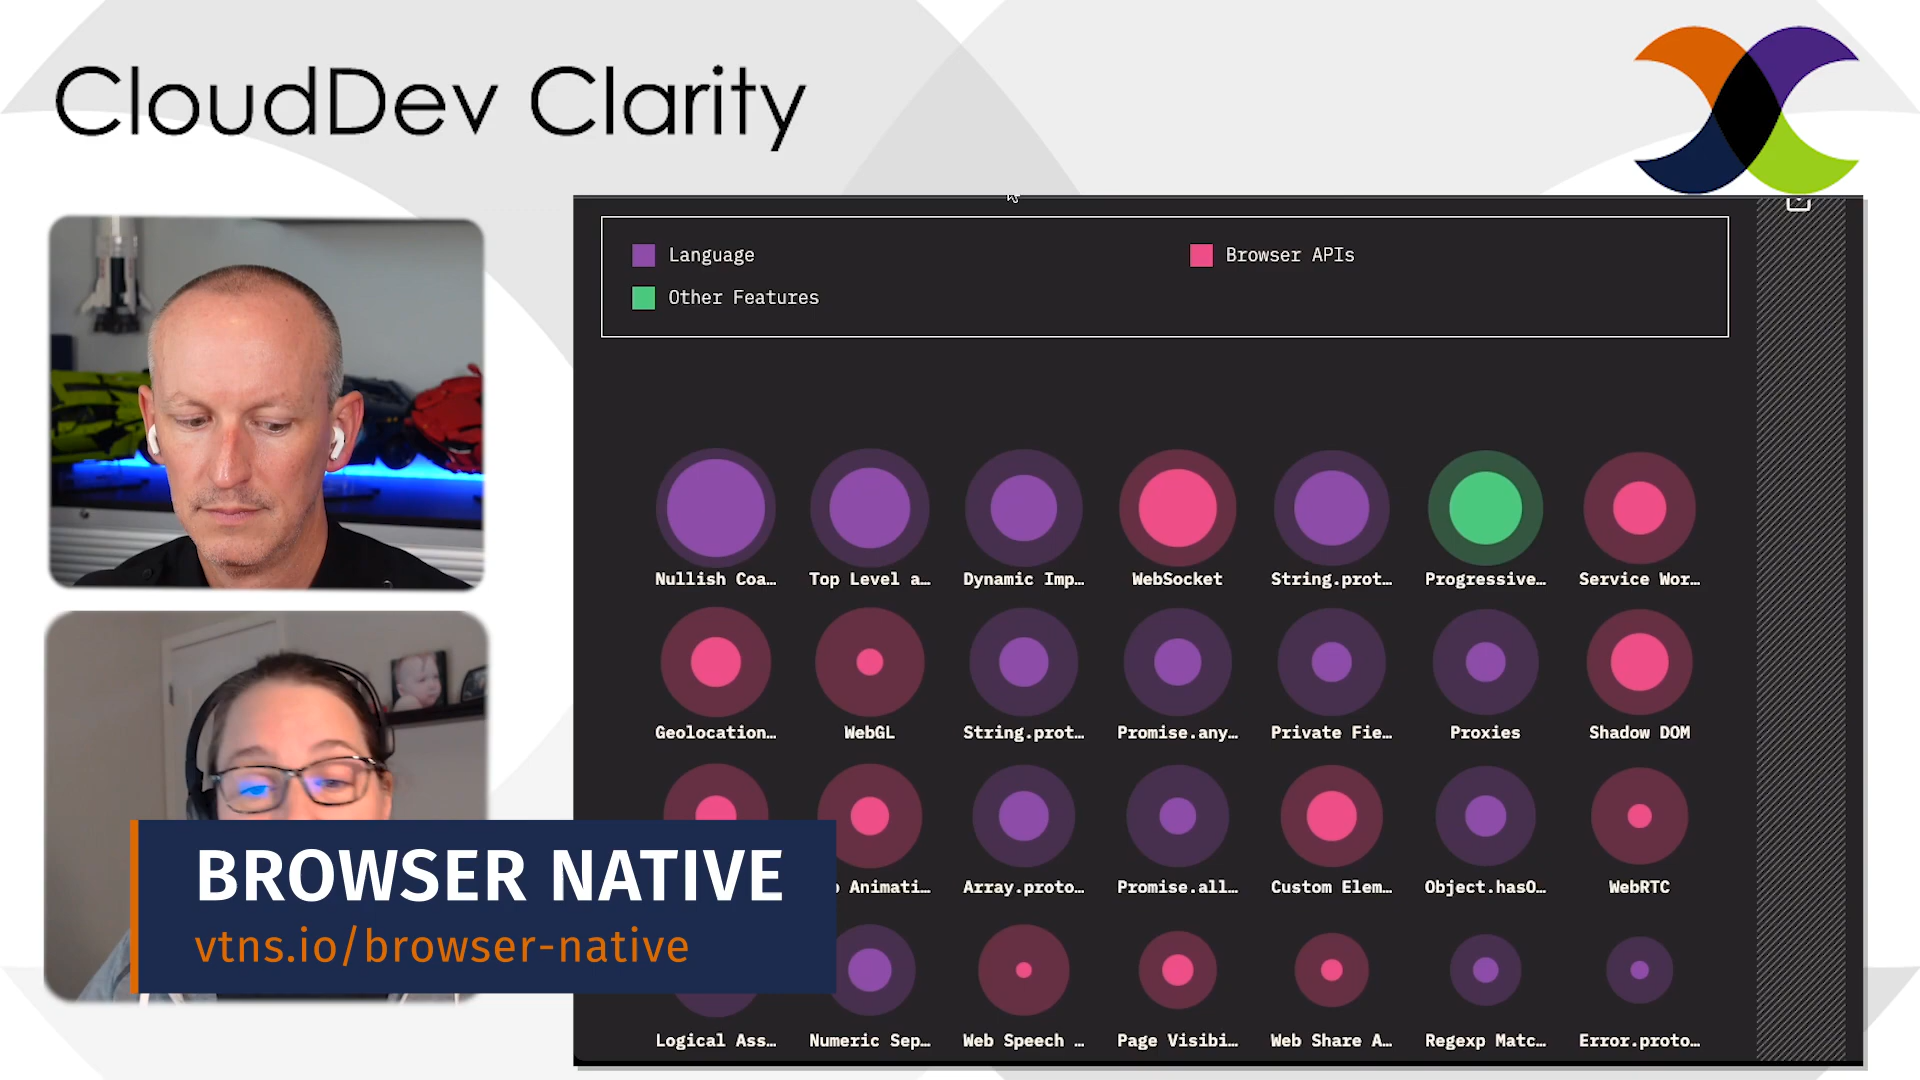 CloudDev Clarity
Language
Browser APIs
Other Features
Nullish Coa… Top Level a… Dynamic Imp… WebSocket String.prot… Progressive… Service Wor…
Geolocation… WebGL String.prot… Promise.any… Private Fie… Proxies Shadow DOM
Animati… Array.proto… Promise.all… Custom Elem… Object.hasO… WebRTC
Logical Ass… Numeric Sep… Web Speech … Page Visibi… Web Share A… Regexp Matc… Error.proto…
BROWSER NATIVE
vtns.io/browser-native